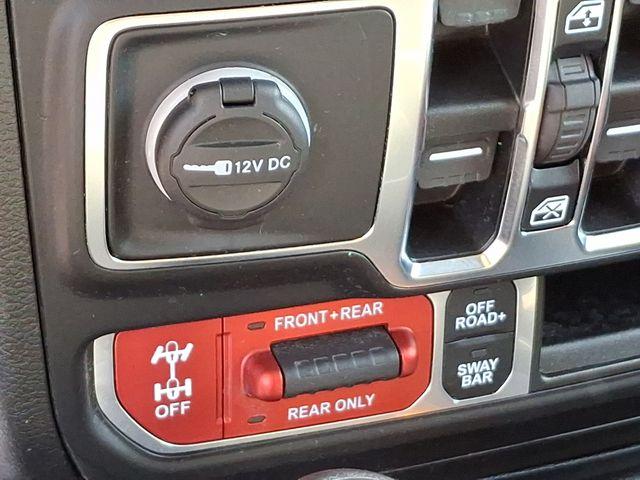 12V DC
FRONT+REAR
OFF
REAR ONLY
OFF
ROAD+
SWAY
BAR